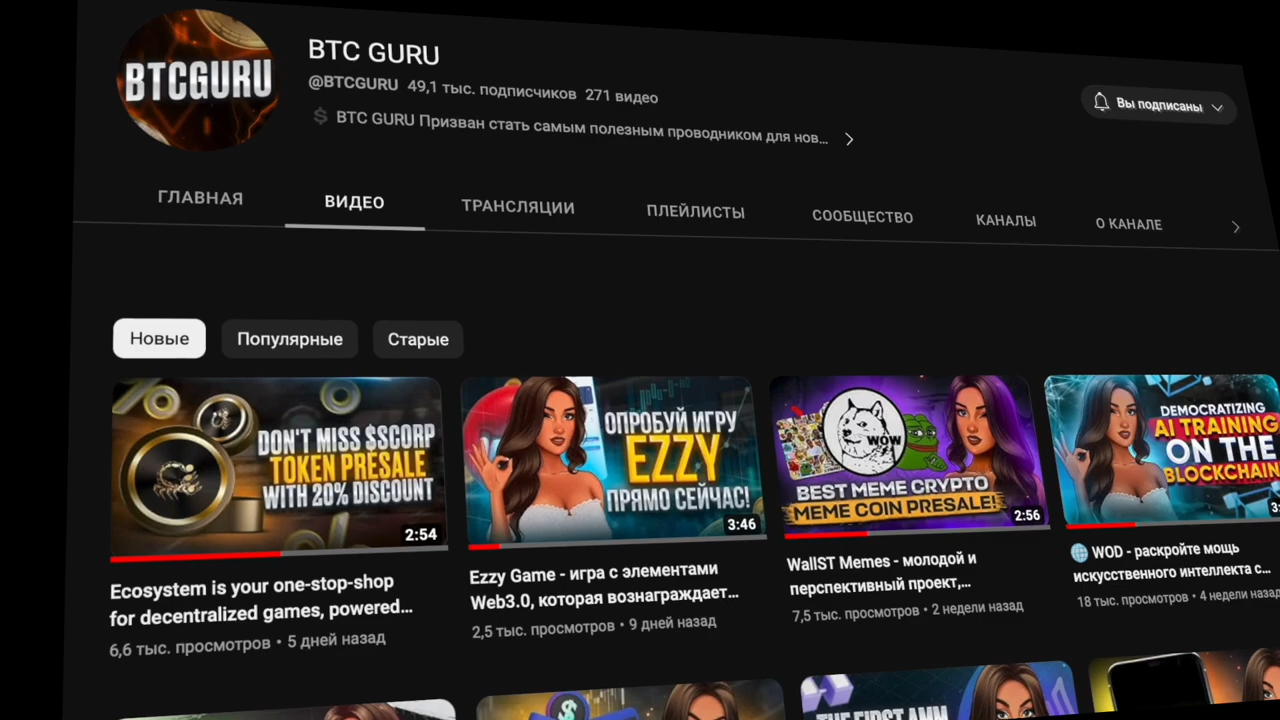 BTCGURU
BTC GURU
@BTCGURU 49,1 тыс. подписчиков 271 видео
BTC GURU Призван стать самым полезным проводником для нов...
Вы подписаны
ГЛАВНАЯ ВИДЕО ТРАНСЛЯЦИИ ПЛЕЙЛИСТЫ СООБЩЕСТВО КАНАЛЫ О КАНАЛЕ
Новые Популярные Старые
DON'T MISS $SCORP
TOKEN PRESALE
WITH 20% DISCOUNT
2:54
ОПРОБУЙ ИГРУ
EZZY
ПРЯМО СЕЙЧАС!
3:46
WOW
BEST MEME CRYPTO
MEME COIN PRESALE!
2:56
DEMOCRATIZING
AI TRAINING
ON THE
BLOCKCHAIN
Ecosystem is your one-stop-shop
for decentralized games, powered...
6,6 тыс. просмотров • 5 дней назад
Ezzy Game - игра с элементами
Web3.0, которая вознаграждает...
2,5 тыс. просмотров • 9 дней назад
WallST Memes - молодой и
перспективный проект,...
7,5 тыс. просмотров • 2 недели назад
WOD - раскройте мощь
искусственного интеллекта с...
18 тыс. просмотров • 4 недели назад
THE FIRST AMM